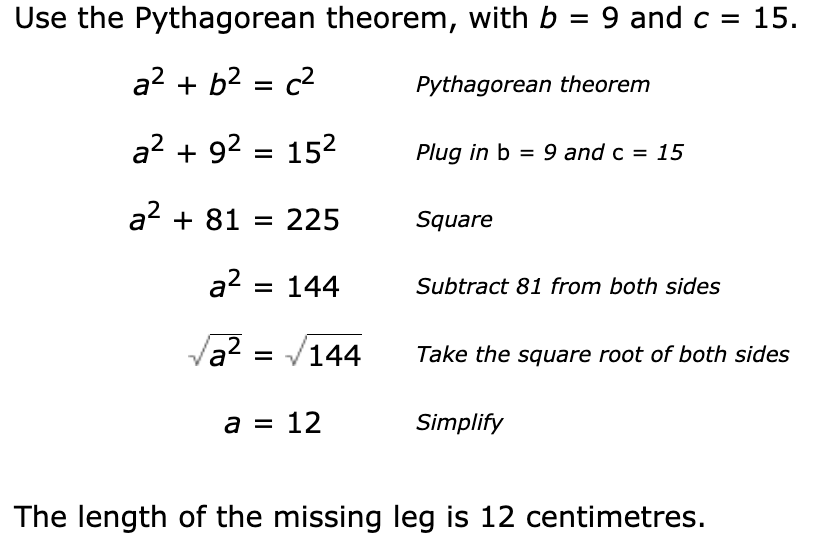 Use the Pythagorean theorem, with b = 9 and c = 15.
a² + b² = c² Pythagorean theorem
a² + 9² = 15² Plug in b = 9 and c = 15
a² + 81 = 225 Square
a² = 144 Subtract 81 from both sides
√a² = √144 Take the square root of both sides
a = 12 Simplify
The length of the missing leg is 12 centimetres.